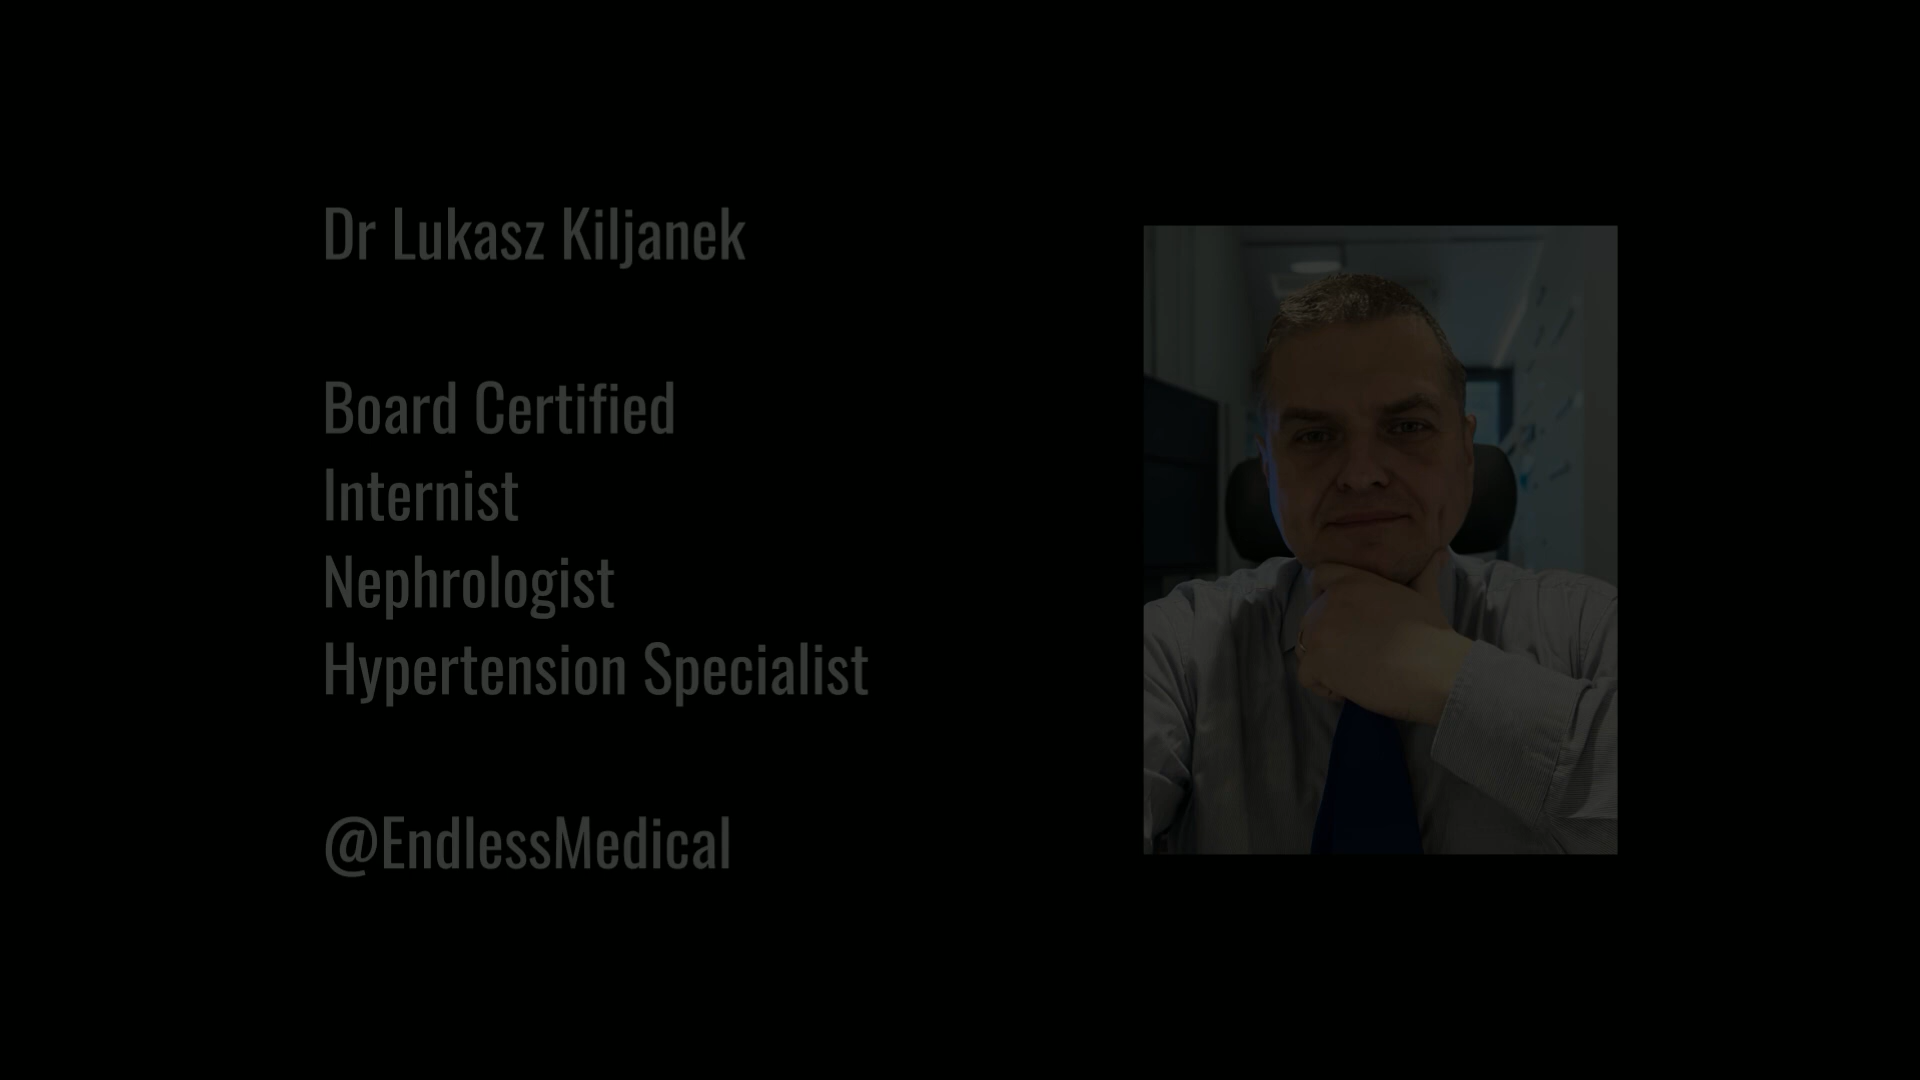 Dr Lukasz Kiljanek
Board Certified
Internist
Nephrologist
Hypertension Specialist
@EndlessMedical